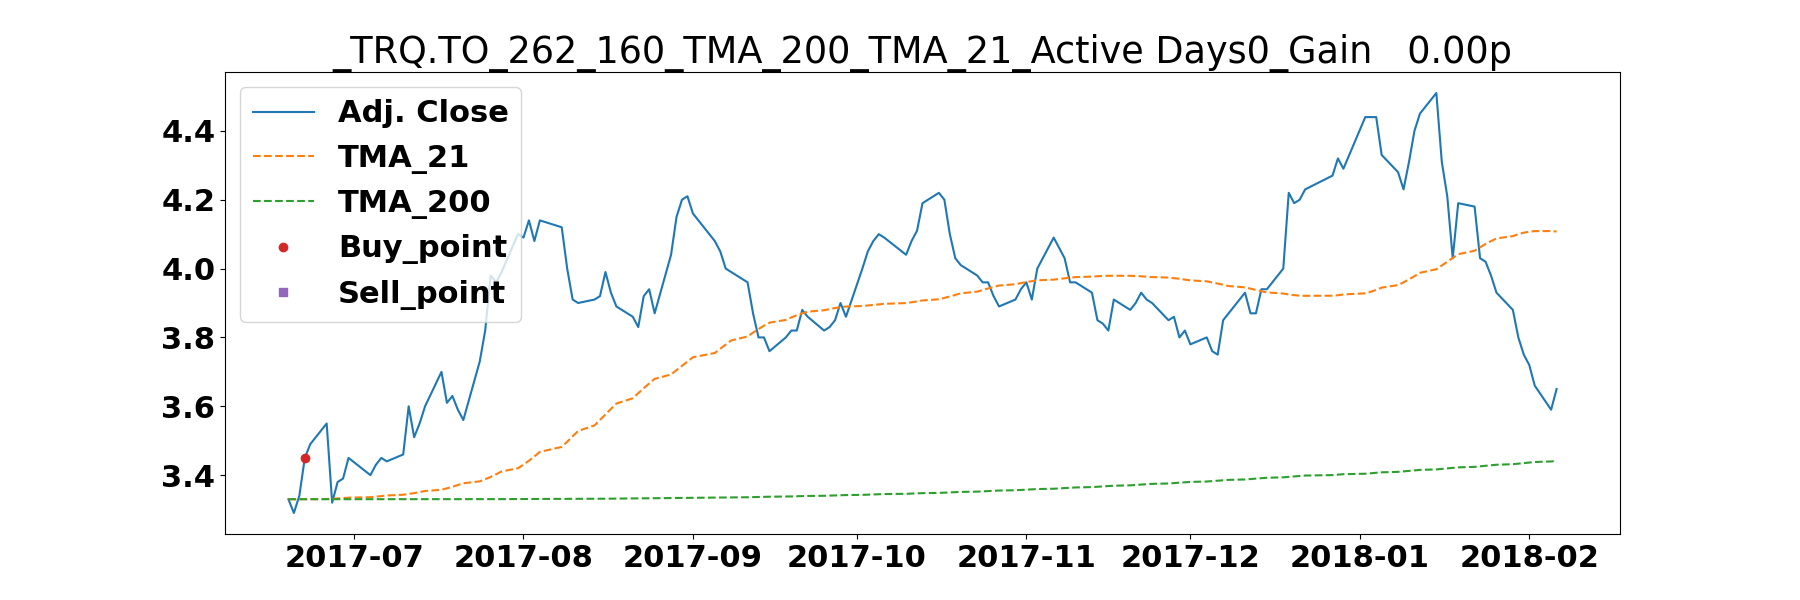 _TRQ.TO_262_160_TMA_200_TMA_21_Active Days0_Gain   0.00p
Adj. Close
TMA_21
TMA_200
Buy_point
Sell_point
4.4
4.2
4.0
3.8
3.6
3.4
2017-07 2017-08 2017-09 2017-10 2017-11 2017-12 2018-01 2018-02